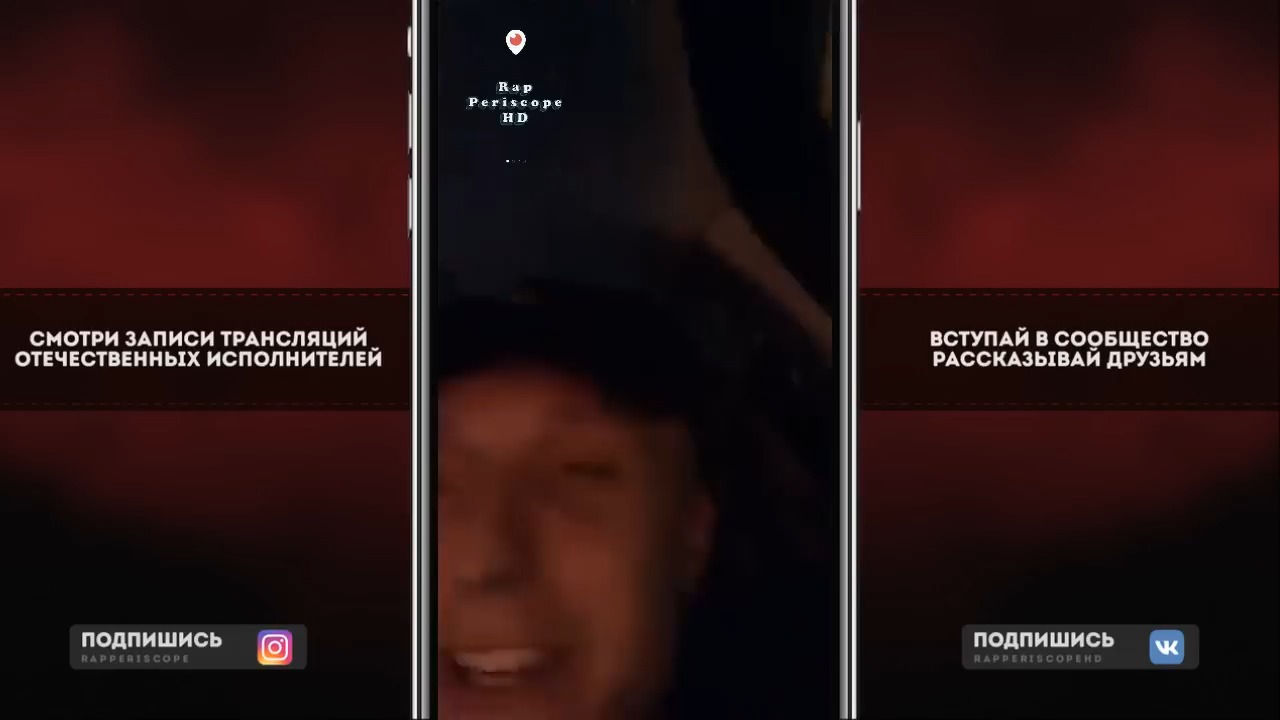 Rap
Periscope
HD
СМОТРИ ЗАПИСИ ТРАНСЛЯЦИЙ
ОТЕЧЕСТВЕННЫХ ИСПОЛНИТЕЛЕЙ
ВСТУПАЙ В СООБЩЕСТВО
РАССКАЗЫВАЙ ДРУЗЬЯМ
ПОДПИШИСЬ
RAPPERISCOPE
ПОДПИШИСЬ
RAPPERISCOPEHD